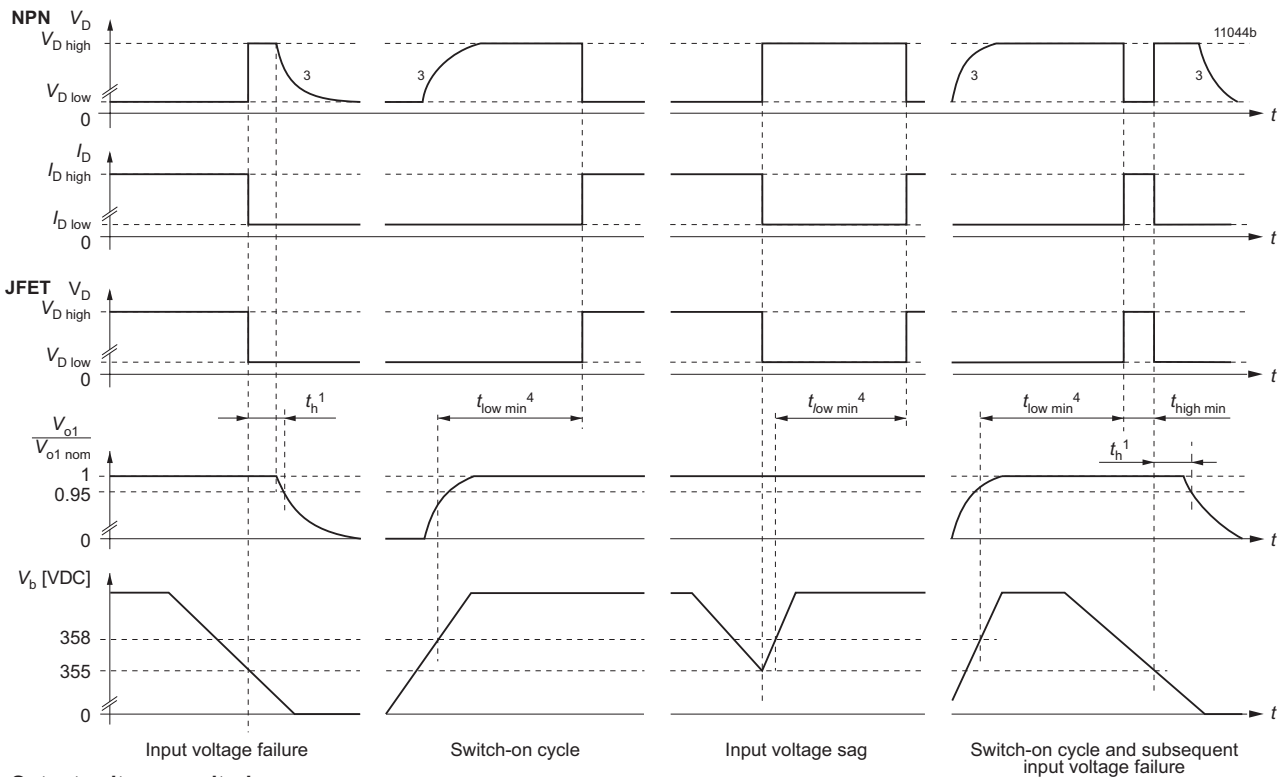 NPN V_D
V_D high
11044b
3
3
3
3
V_D low
0
t
I_D
I_D high
I_D low
0
t
JFET V_D
V_D high
V_D low
0
t
t_h^1
t_low min^4
t_low min^4
t_low min^4
t_high min
V_o1
V_o1 nom
t_h^1
1
0.95
0
t
V_b [VDC]
358
355
0
t
Input voltage failure
Switch-on cycle
Input voltage sag
Switch-on cycle and subsequent
input voltage failure